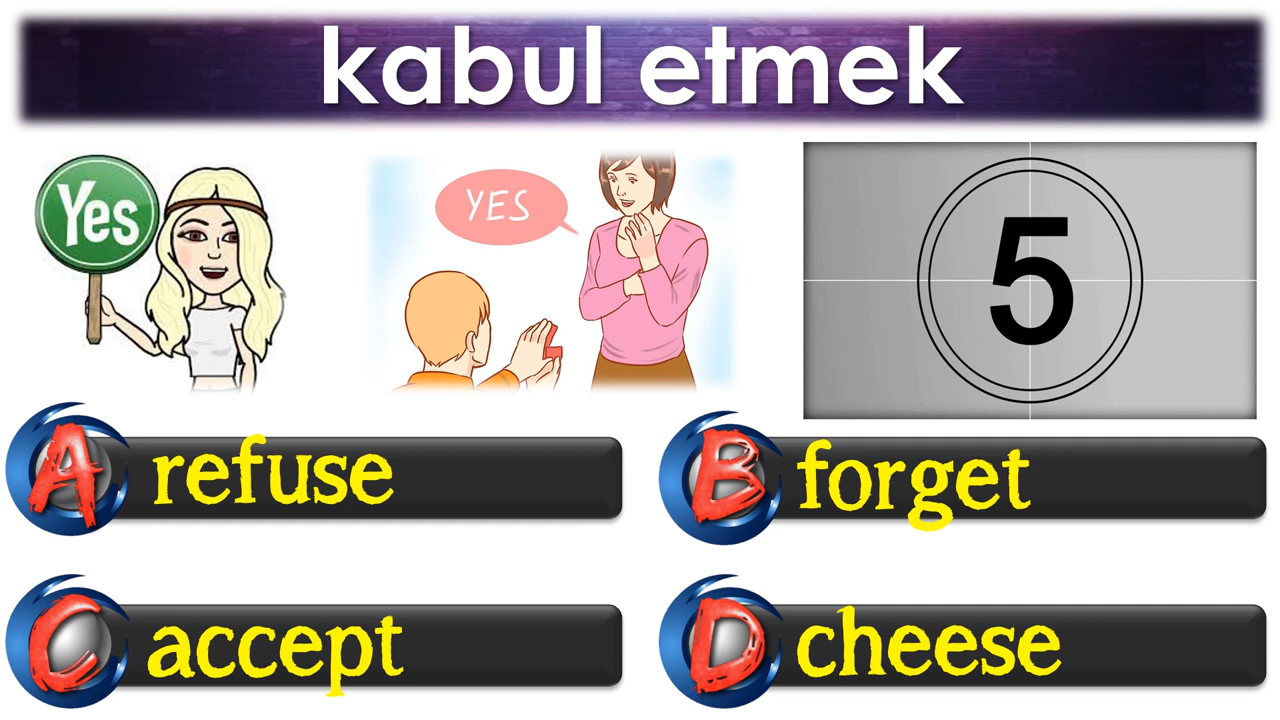 kabul etmek
Yes
YES
5
A refuse
B forget
C accept
D cheese